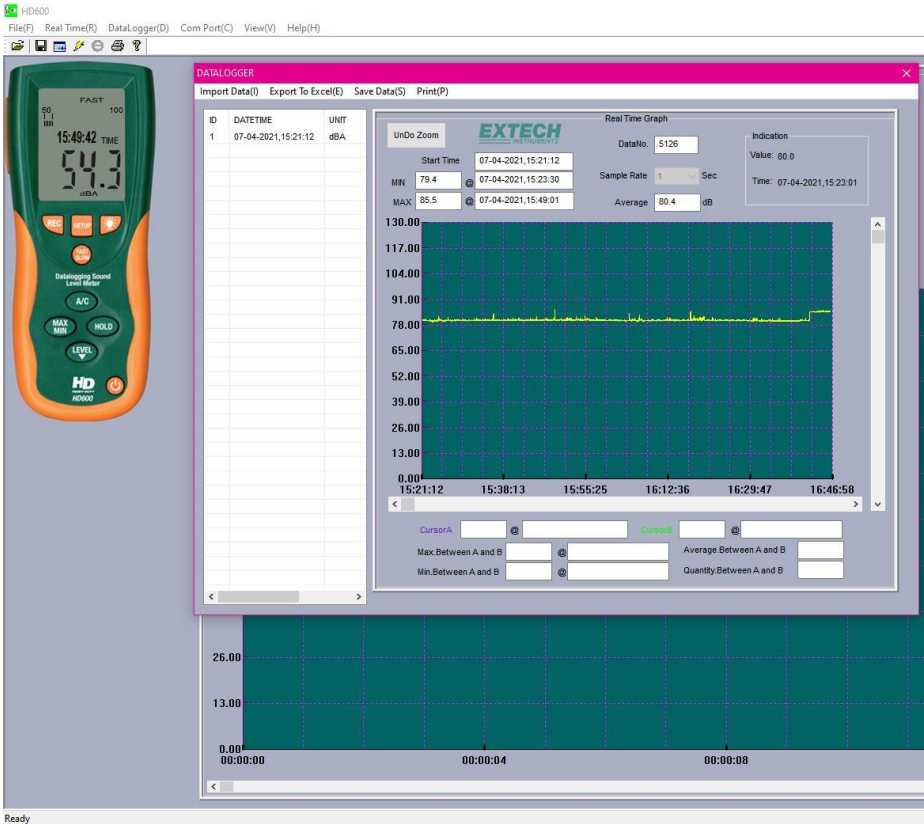 HD600
File(F) Real Time(R) DataLogger(D) Com Port(C) View(V) Help(H)
FAST
50 100
15:49:42 TIME
54.3
dBA
REC SETUP
FAST SLOW
Datalogging Sound
Level Meter
A/C
MAX
MIN HOLD
LEVEL
HD
HEAVY DUTY
HD600
DATALOGGER
Import Data(I) Export To Excel(E) Save Data(S) Print(P)
ID DATETIME UNIT
1 07-04-2021,15:21:12 dBA
Real Time Graph
UnDo Zoom
EXTECH
INSTRUMENTS
DataNo. 5126
Start Time 07-04-2021,15:21:12
MIN 79.4 @ 07-04-2021,15:23:30
MAX 85.5 @ 07-04-2021,15:49:01
Sample Rate 1 Sec
Average 80.4 dB
Indication
Value: 80.0
Time: 07-04-2021,15:23:01
130.00
117.00
104.00
91.00
78.00
65.00
52.00
39.00
26.00
13.00
0.00
15:21:12 15:38:13 15:55:25 16:12:36 16:29:47 16:46:58
CursorA @ CursorB @
Max.Between A and B @ Average.Between A and B
Min.Between A and B @ Quantity.Between A and B
26.00
13.00
0.00
00:00:00 00:00:04 00:00:08
Ready